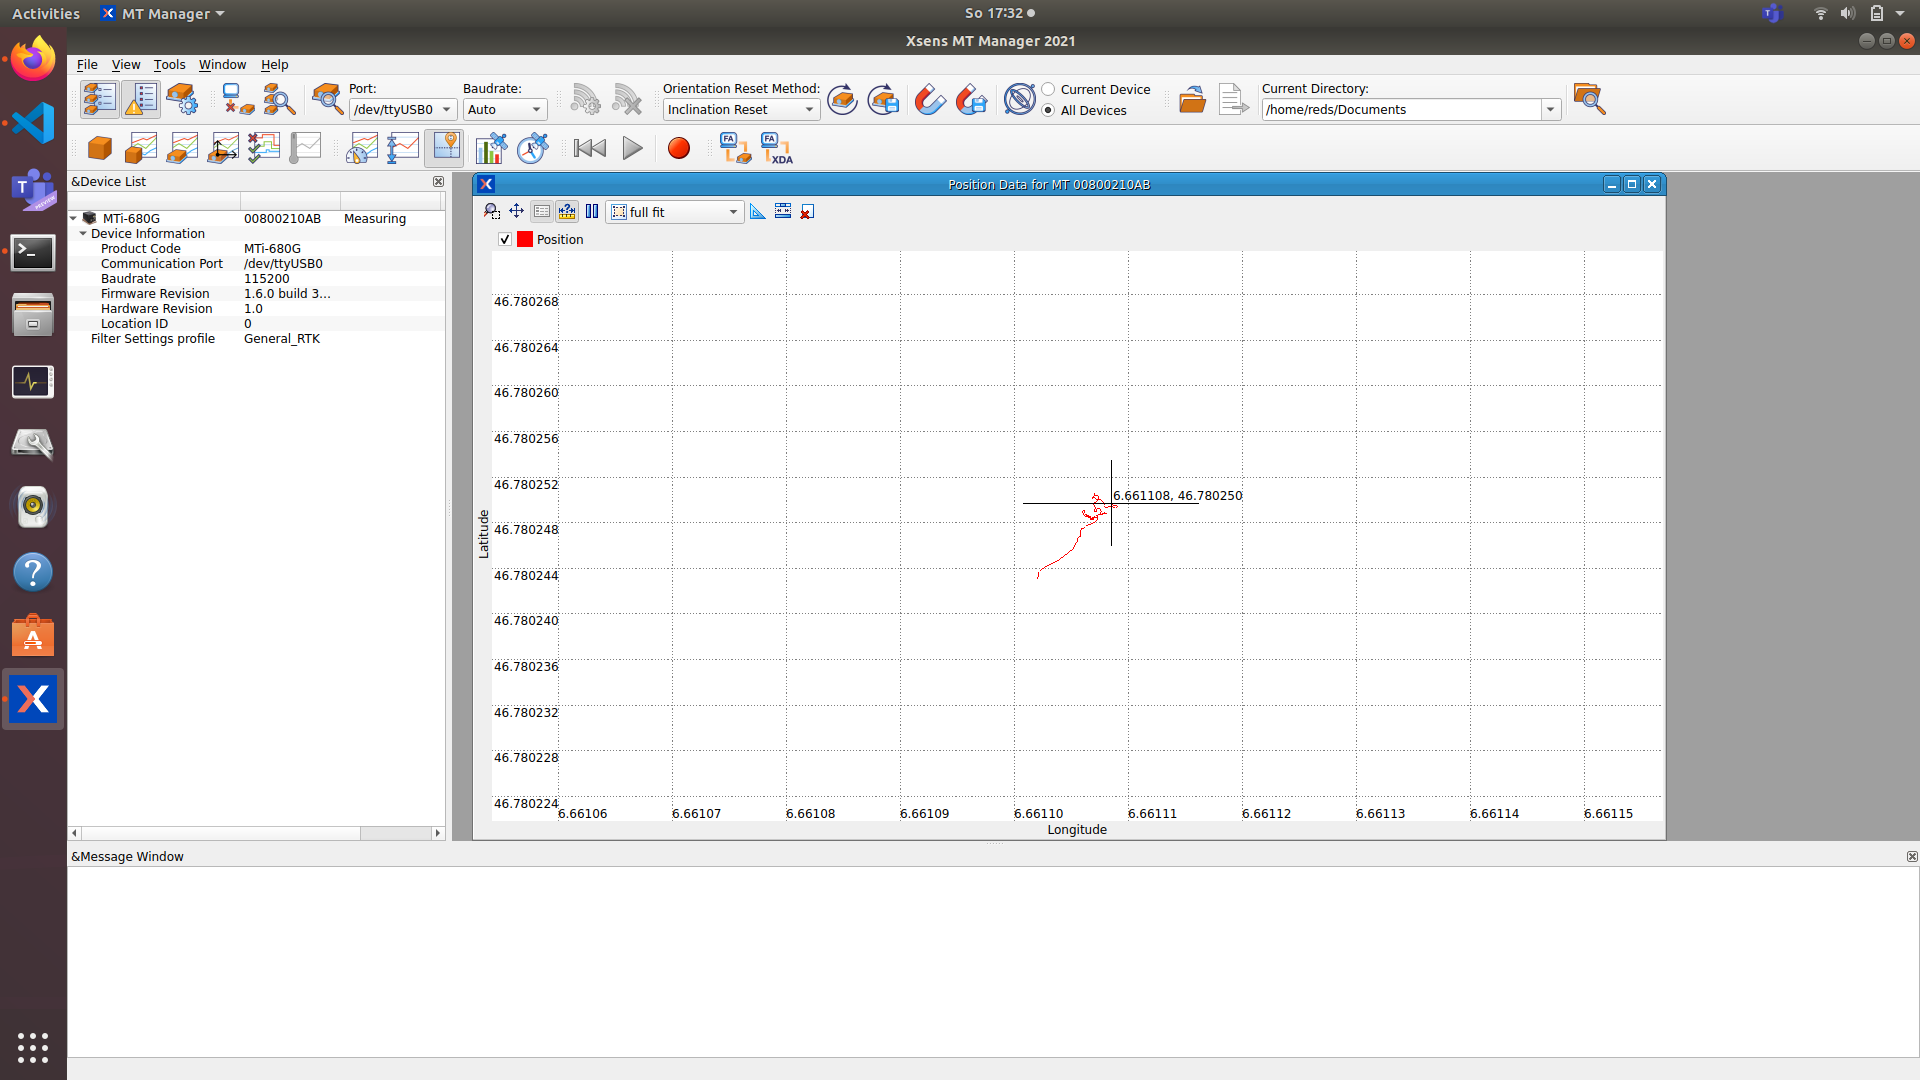 Activities
MT Manager
So 17:32
Xsens MT Manager 2021
File View Tools Window Help
Port:
/dev/ttyUSB0
Baudrate:
Auto
Orientation Reset Method:
Inclination Reset
Current Device
All Devices
Current Directory:
/home/reds/Documents
FA
FA
XDA
&Device List
MTi-680G 00800210AB Measuring
Device Information
Product Code MTi-680G
Communication Port /dev/ttyUSB0
Baudrate 115200
Firmware Revision 1.6.0 build 3...
Hardware Revision 1.0
Location ID 0
Filter Settings profile General_RTK
Position Data for MT 00800210AB
full fit
Position
46.780268
46.780264
46.780260
46.780256
46.780252
46.780248
46.780244
46.780240
46.780236
46.780232
46.780228
46.780224
Latitude
6.661108, 46.780250
6.66106 6.66107 6.66108 6.66109 6.66110 6.66111 6.66112 6.66113 6.66114 6.66115
Longitude
&Message Window